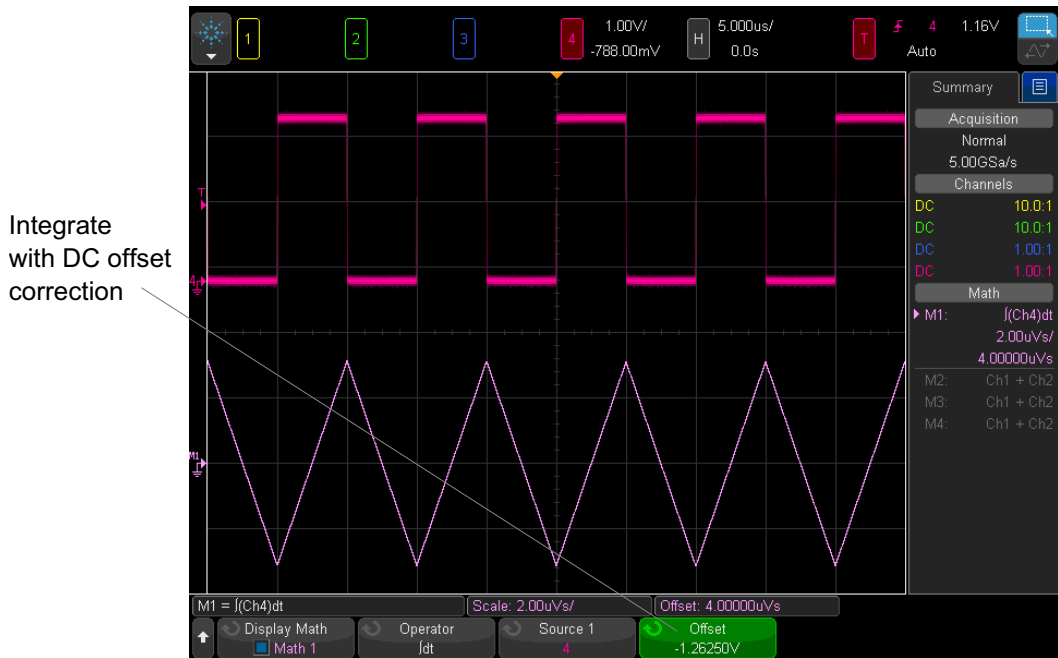 1
2
3
4
1.00V/
-788.00mV
H
5.000us/
0.0s
T
4
1.16V
Auto
Summary
Acquisition
Normal
5.00GSa/s
Channels
DC 10.0:1
DC 10.0:1
DC 1.00:1
DC 1.00:1
Math
M1: ∫(Ch4)dt
2.00uVs/
4.00000uVs
M2: Ch1 + Ch2
M3: Ch1 + Ch2
M4: Ch1 + Ch2
T
4
M1
Integrate
with DC offset
correction
M1 = ∫(Ch4)dt
Scale: 2.00uVs/
Offset: 4.00000uVs
Display Math
Math 1
Operator
∫dt
Source 1
4
Offset
-1.26250V